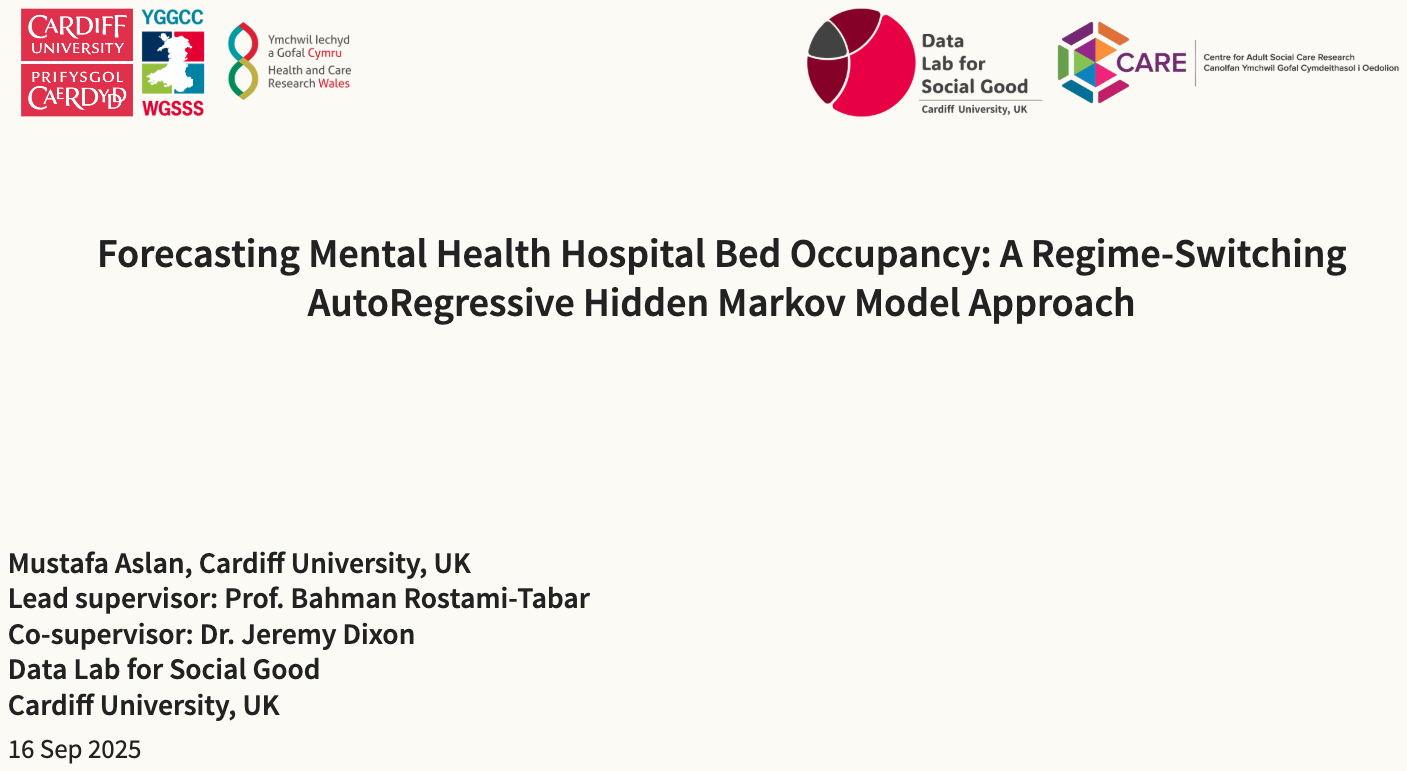 CARDIFF
UNIVERSITY
PRIFYSGOL
CAERDYDD
YGGCC
WGSSS
Ymchwil Iechyd
a Gofal Cymru
Health and Care
Research Wales
Data
Lab for
Social Good
Cardiff University, UK
CARE
Centre for Adult Social Care Research
Canolfan Ymchwil Gofal Cymdeithasol i Oedolion
Forecasting Mental Health Hospital Bed Occupancy: A Regime-Switching
AutoRegressive Hidden Markov Model Approach
Mustafa Aslan, Cardiff University, UK
Lead supervisor: Prof. Bahman Rostami-Tabar
Co-supervisor: Dr. Jeremy Dixon
Data Lab for Social Good
Cardiff University, UK
16 Sep 2025